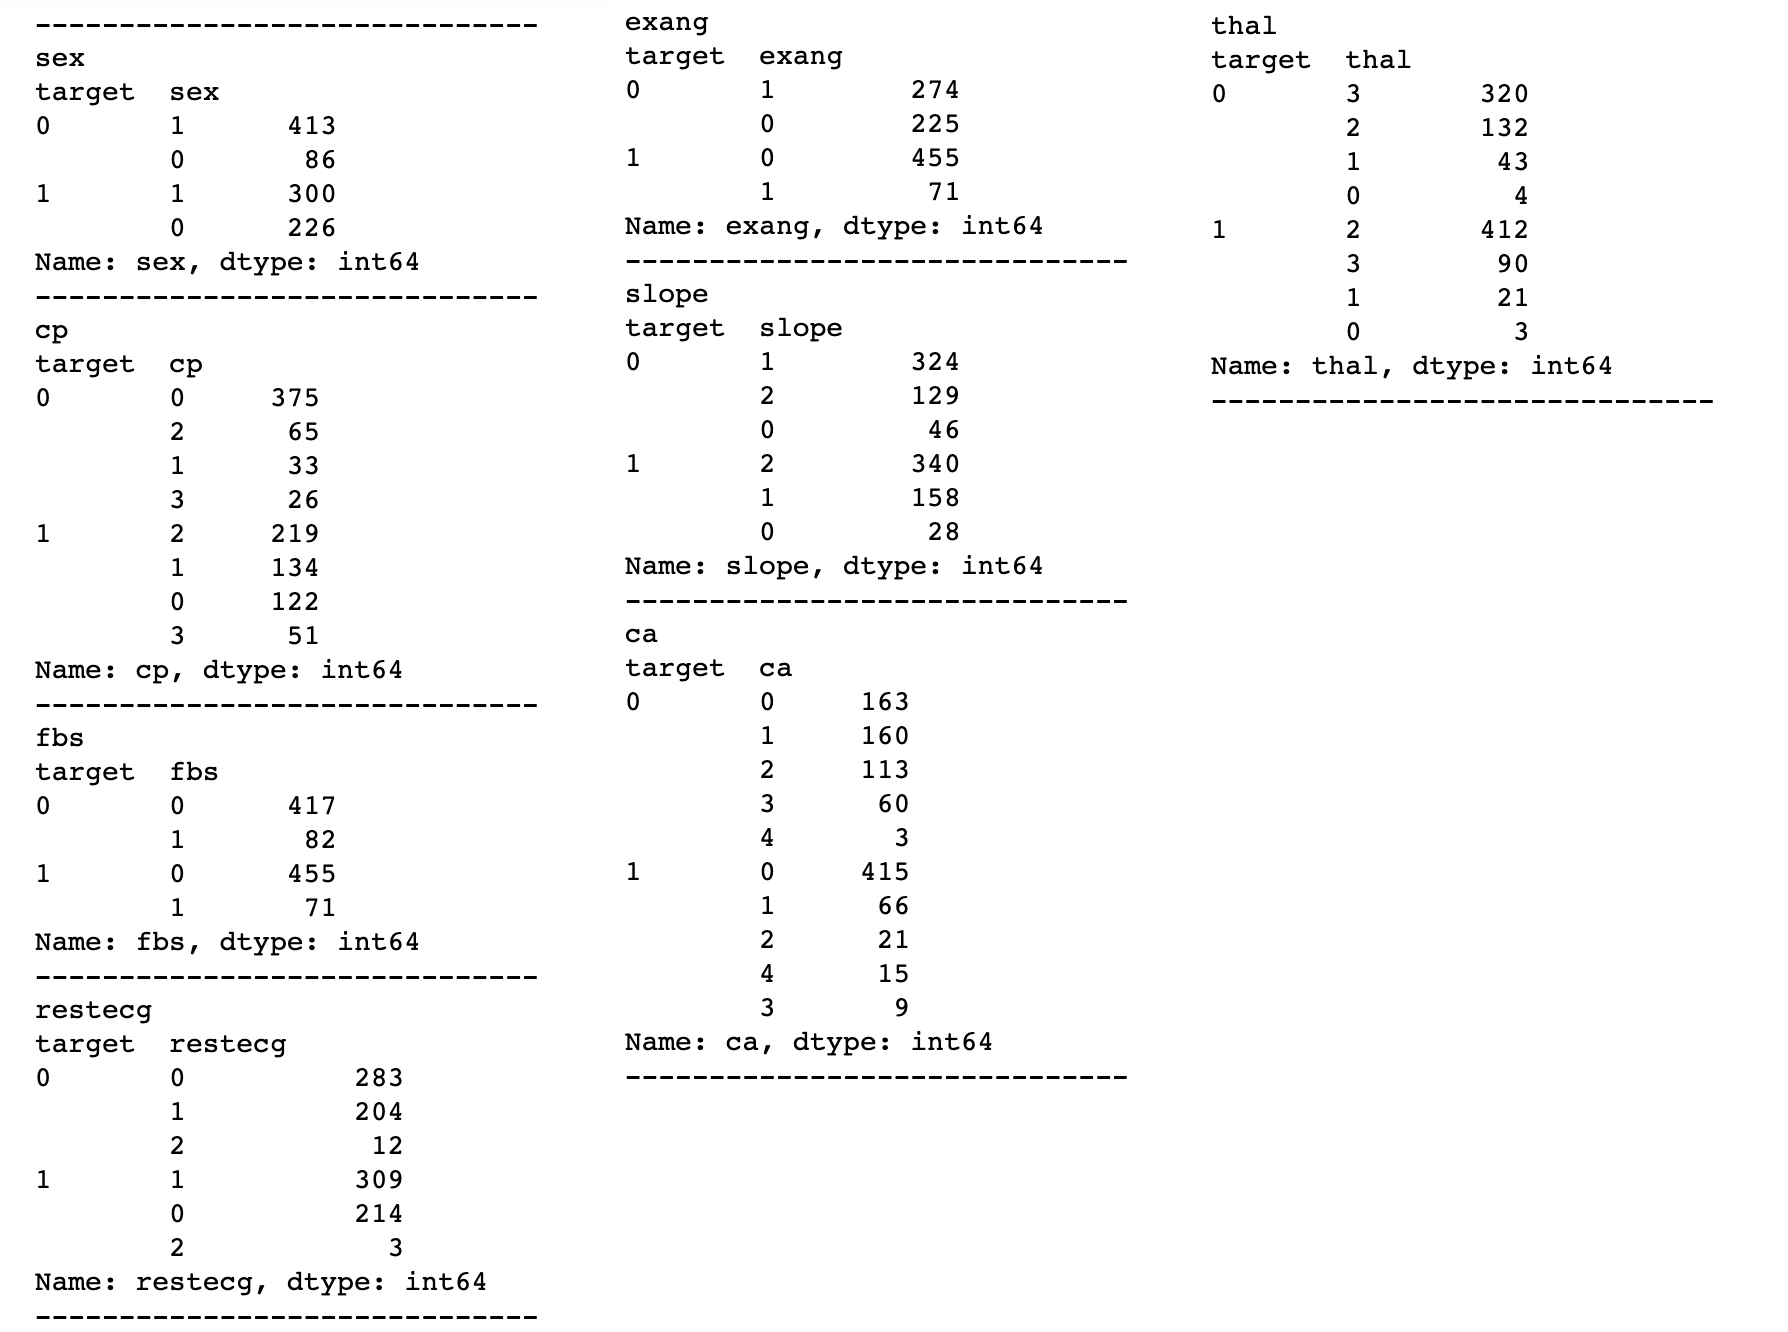 ------------------------------
sex
target  sex
0       1      413
        0       86
1       1      300
        0      226
Name: sex, dtype: int64
------------------------------
cp
target  cp
0       0     375
        2      65
        1      33
        3      26
1       2     219
        1     134
        0     122
        3      51
Name: cp, dtype: int64
------------------------------
fbs
target  fbs
0       0      417
        1       82
1       0      455
        1       71
Name: fbs, dtype: int64
------------------------------
restecg
target  restecg
0       0          283
        1          204
        2           12
1       1          309
        0          214
        2            3
Name: restecg, dtype: int64
------------------------------
exang
target  exang
0       1        274
        0        225
1       0        455
        1         71
Name: exang, dtype: int64
------------------------------
slope
target  slope
0       1        324
        2        129
        0         46
1       2        340
        1        158
        0         28
Name: slope, dtype: int64
------------------------------
ca
target  ca
0       0     163
        1     160
        2     113
        3      60
        4       3
1       0     415
        1      66
        2      21
        4      15
        3       9
Name: ca, dtype: int64
------------------------------
thal
target  thal
0       3       320
        2       132
        1        43
        0         4
1       2       412
        3        90
        1        21
        0         3
Name: thal, dtype: int64
------------------------------